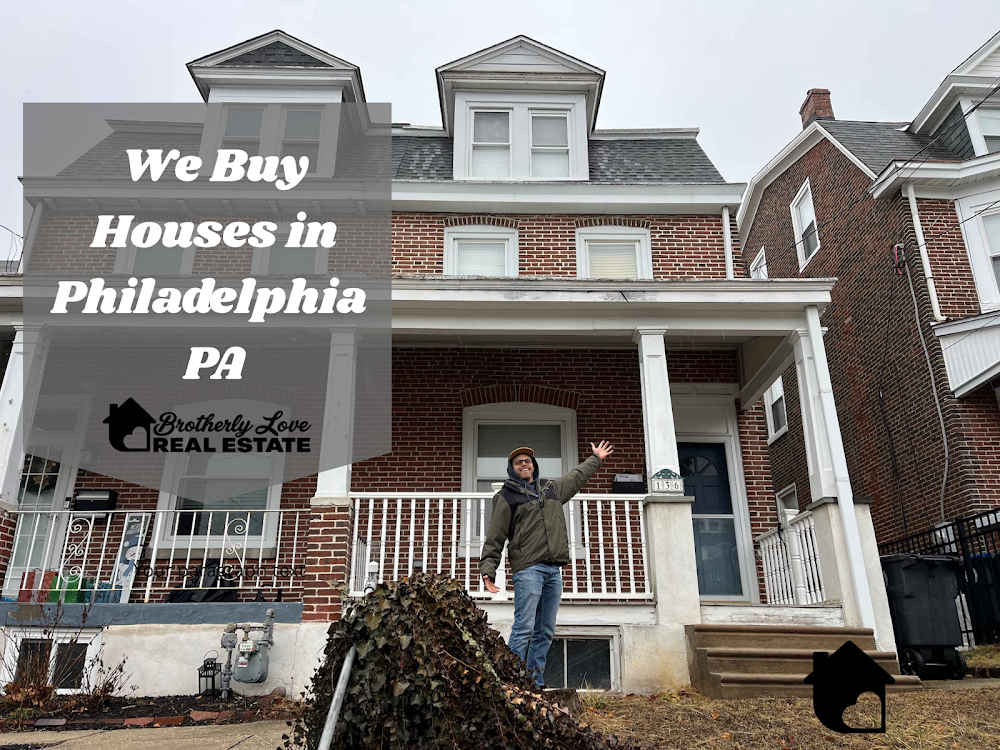 We Buy
Houses in
Philadelphia
PA
Brotherly Love
REAL ESTATE
136